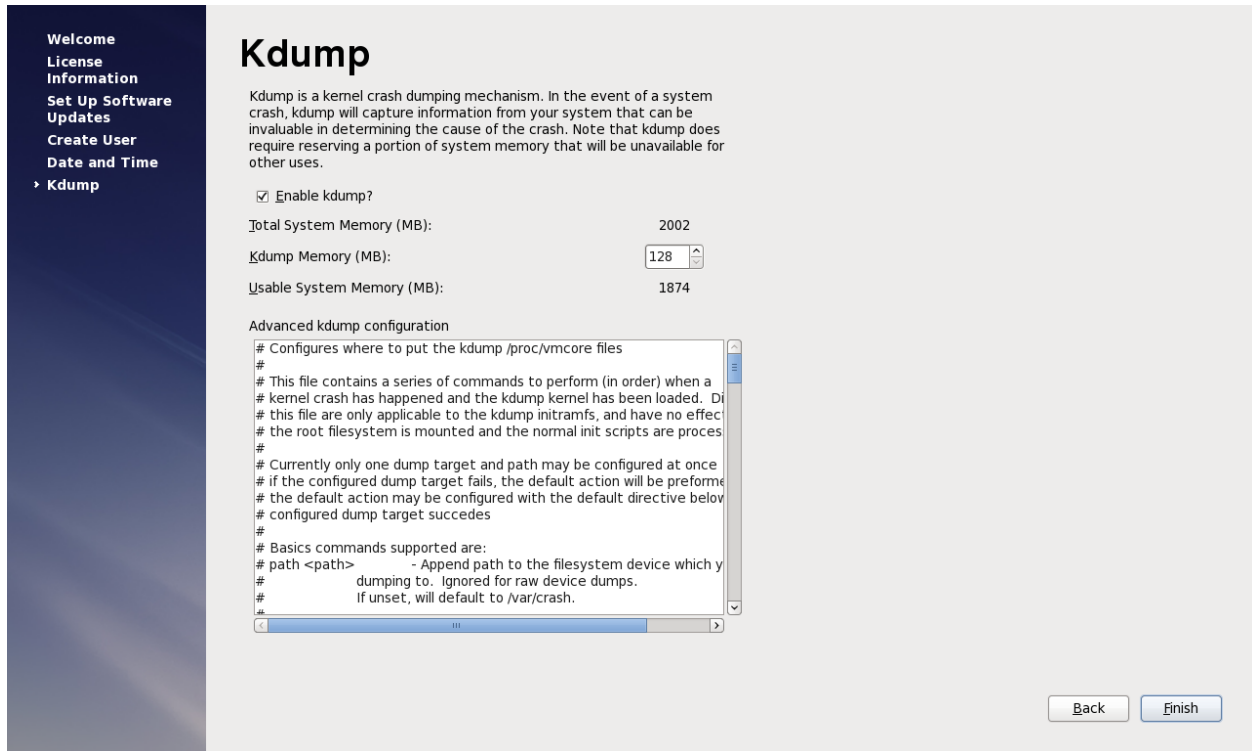 Welcome
License
Information
Set Up Software
Updates
Create User
Date and Time
Kdump
Kdump
Kdump is a kernel crash dumping mechanism. In the event of a system
crash, kdump will capture information from your system that can be
invaluable in determining the cause of the crash. Note that kdump does
require reserving a portion of system memory that will be unavailable for
other uses.
Enable kdump?
Total System Memory (MB): 2002
Kdump Memory (MB): 128
Usable System Memory (MB): 1874
Advanced kdump configuration
# Configures where to put the kdump /proc/vmcore files
#
# This file contains a series of commands to perform (in order) when a
# kernel crash has happened and the kdump kernel has been loaded. Di
# this file are only applicable to the kdump initramfs, and have no effec
# the root filesystem is mounted and the normal init scripts are proces
#
# Currently only one dump target and path may be configured at once
# if the configured dump target fails, the default action will be preforme
# the default action may be configured with the default directive below
# configured dump target succedes
#
# Basics commands supported are:
# path <path> - Append path to the filesystem device which y
# dumping to. Ignored for raw device dumps.
# If unset, will default to /var/crash.
#
Back
Finish